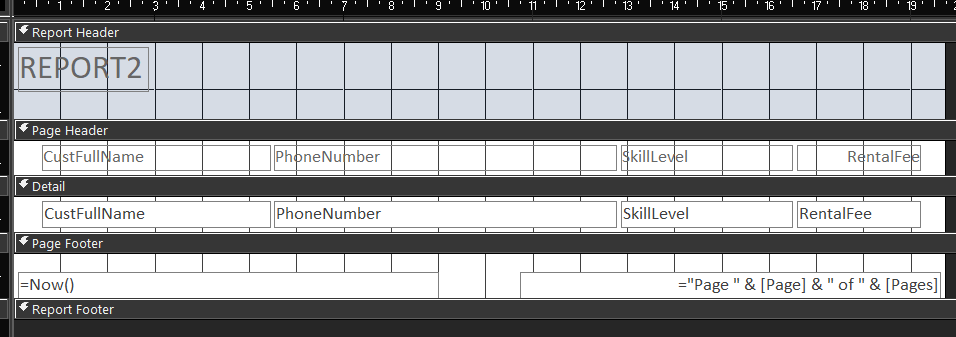 1 2 3 4 5 6 7 8 9 10 11 12 13 14 15 16 17 18 19
Report Header
REPORT2
Page Header
CustFullName PhoneNumber SkillLevel RentalFee
Detail
CustFullName PhoneNumber SkillLevel RentalFee
Page Footer
=Now() ="Page " & [Page] & " of " & [Pages]
Report Footer